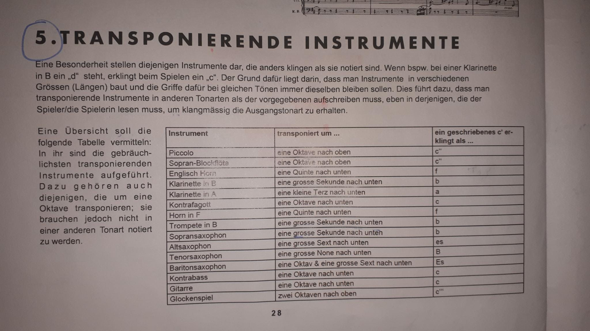 5. TRANSPONIERENDE INSTRUMENTE
Eine Besonderheit stellen diejenigen Instrumente dar, die anders klingen als sie notiert sind. Wenn bspw. bei einer Klarinette
in B ein „d“ steht, erklingt beim Spielen ein „c“. Der Grund dafür liegt darin, dass man Instrumente in verschiedenen
Grössen (Längen) baut und die Griffe dafür bei gleichen Tönen immer dieselben bleiben sollen. Dies führt dazu, dass man
transponierende Instrumente in anderen Tonarten als der vorgegebenen aufschreiben muss, eben in derjenigen, die der
Spieler/die Spielerin lesen muss, um klangmässig die Ausgangstonart zu erhalten.
Eine Übersicht soll die
folgende Tabelle vermitteln:
In ihr sind die gebräuch-
lichsten transponierenden
Instrumente aufgeführt.
Dazu gehören auch
diejenigen, die um eine
Oktave transponieren; sie
brauchen jedoch nicht in
einer anderen Tonart notiert
zu werden.
Instrument transponiert um ... ein geschriebenes c' er-
klingt als ...
Piccolo eine Oktave nach oben c''
Sopran-Blockflöte eine Oktave nach oben c''
Englisch Horn eine Quinte nach unten f
Klarinette in B eine grosse Sekunde nach unten b
Klarinette in A eine kleine Terz nach unten a
Kontrafagott eine Oktave nach unten c
Horn in F eine Quinte nach unten f
Trompete in B eine grosse Sekunde nach unten b
Sopransaxophon eine grosse Sekunde nach unten b
Altsaxophon eine grosse Sext nach unten es
Tenorsaxophon eine grosse None nach unten B
Baritonsaxophon eine Oktav & eine grosse Sext nach unten Es
Kontrabass eine Oktave nach unten c
Gitarre eine Oktave nach unten c
Glockenspiel zwei Oktaven nach oben c'''
28